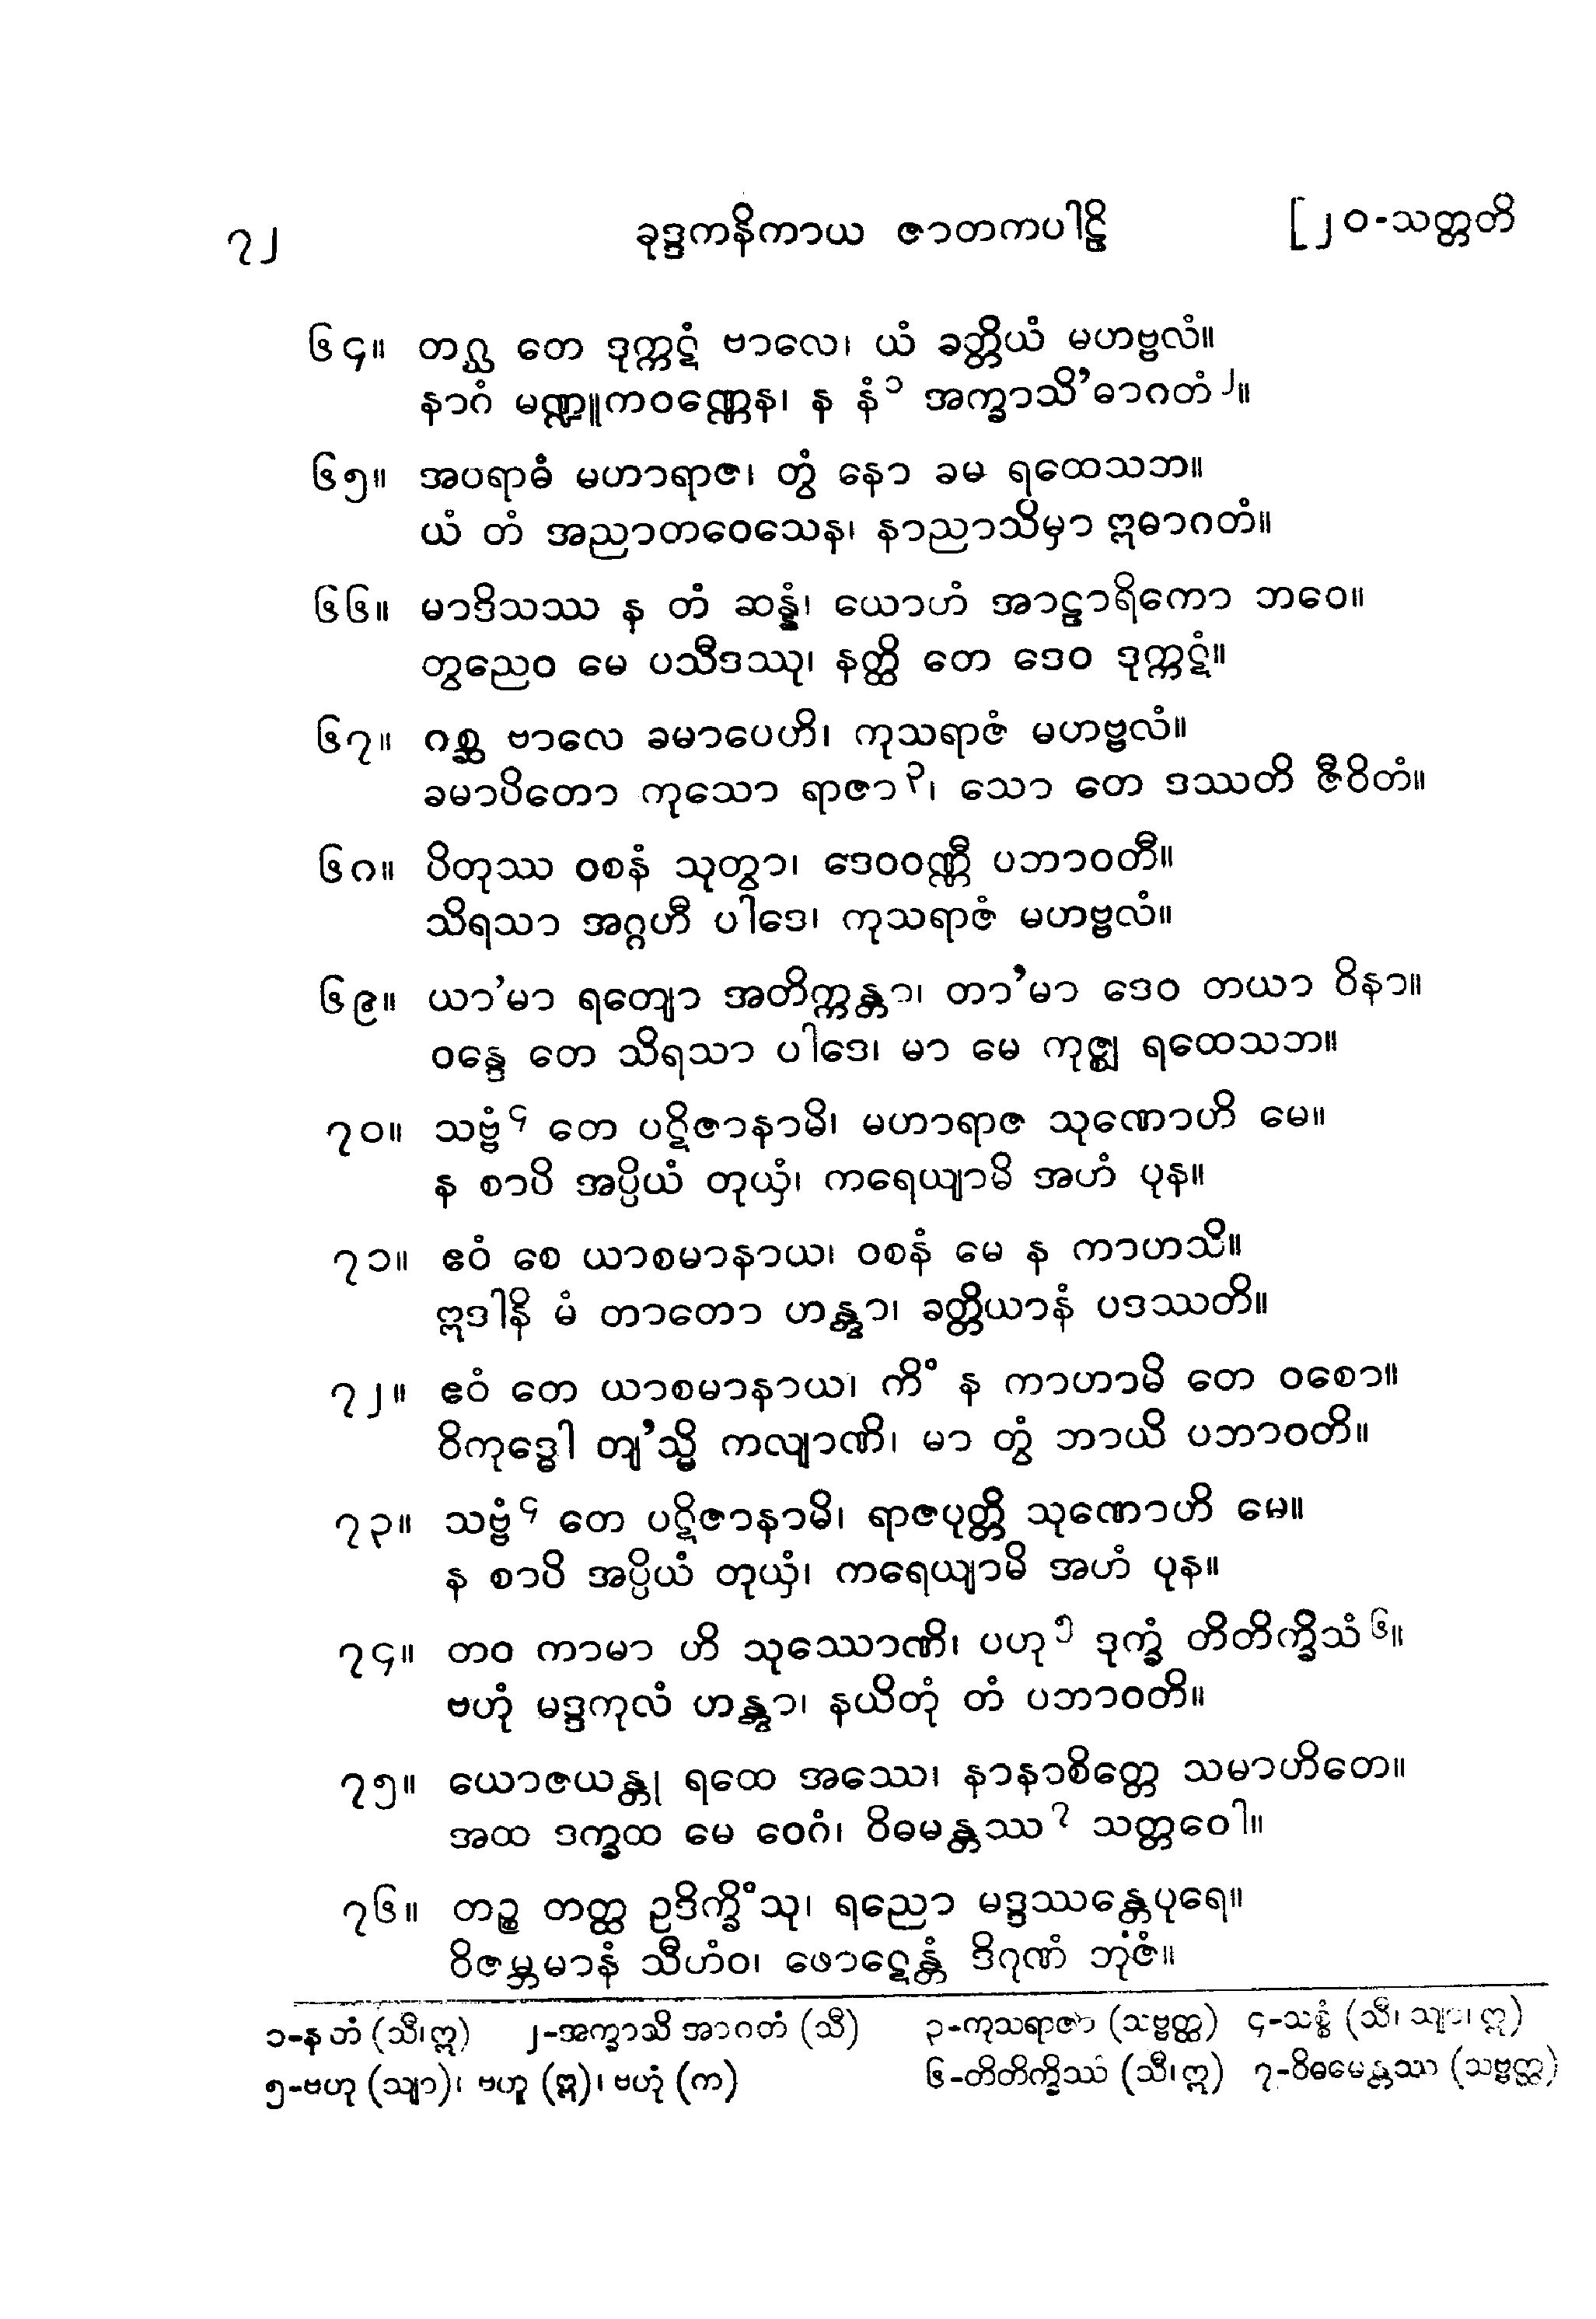 ၇၂ ခုဒ္ဒကနိကာယ ဇာတကပါဠိ [၂၀-သတ္တတိ
၆၄။ တဂ္ဃ တေ ဒုက္ကဋံ ဗာလေ၊ ယံ ခတ္တိယံ မဟဗ္ဗလံ။
နာဂံ မဏ္ဍူကဝဏ္ဏေန၊ န နံ၁ အက္ခာသိ’ဓာဂတံ၂။
၆၅။ အပရာဓံ မဟာရာဇ၊ တွံ နော ခမ ရထေသဘ။
ယံ တံ အညာတဝေသေန၊ နာညာသိမှာ ဣဓာဂတံ။
၆၆။ မာဒိသဿ န တံ ဆန္နံ၊ ယောဟံ အာဠာရိကော ဘဝေ။
တွညေဝ မေ ပသီဒဿု၊ နတ္ထိ တေ ဒေဝ ဒုက္ကဋံ။
၆၇။ ဂစ္ဆ ဗာလေ ခမာပေဟိ၊ ကုသရာဇံ မဟဗ္ဗလံ။
ခမာပိတော ကုသော ရာဇာ၃၊ သော တေ ဒဿတိ ဇီဝိတံ။
၆၈။ ပိတုဿ ဝစနံ သုတွာ၊ ဒေဝဝဏ္ဏီ ပဘာဝတီ။
သိရသာ အဂ္ဂဟီ ပါဒေ၊ ကုသရာဇံ မဟဗ္ဗလံ။
၆၉။ ယာ’မာ ရတျော အတိက္ကန္တာ၊ တာ’မာ ဒေဝ တယာ ဝိနာ။
ဝန္ဒေ တေ သိရသာ ပါဒေ၊ မာ မေ ကုဇ္ဈ ရထေသဘ။
၇၀။ သဗ္ဗံ၄ တေ ပဋိဇာနာမိ၊ မဟာရာဇ သုဏောဟိ မေ။
န စာပိ အပ္ပိယံ တုယှံ၊ ကရေယျာမိ အဟံ ပုန။
၇၁။ ဧဝံ စေ ယာစမာနာယ၊ ဝစနံ မေ န ကာဟသိ။
ဣဒါနိ မံ တာတော ဟန္တွာ၊ ခတ္တိယာနံ ပဒဿတိ။
၇၂။ ဧဝံ တေ ယာစမာနာယ၊ ကိံ န ကာဟာမိ တေ ဝစော။
ဝိကုဒ္ဓေါ တျ’သ္မိ ကလျာဏိ၊ မာ တွံ ဘာယိ ပဘာဝတိ။
၇၃။ သဗ္ဗံ၄ တေ ပဋိဇာနာမိ၊ ရာဇပုတ္တိ သုဏောဟိ မေ။
န စာပိ အပ္ပိယံ တုယှံ၊ ကရေယျာမိ အဟံ ပုန။
၇၄။ တဝ ကာမာ ဟိ သုဿောဏိ၊ ပဟု၅ ဒုက္ခံ တိတိက္ခိသံ၆။
ဗဟုံ မဒ္ဒကုလံ ဟန္တွာ၊ နယိတုံ တံ ပဘာဝတိ။
၇၅။ ယောဇယန္တု ရထေ အဿေ၊ နာနာစိတ္တေ သမာဟိတေ။
အထ ဒက္ခထ မေ ဝေဂံ၊ ဝိဓမန္တဿ၇ သတ္တဝေါ။
၇၆။ တဉ္စ တတ္ထ ဥဒိက္ခိံသု၊ ရညော မဒ္ဒဿန္တေပုရေ။
ဝိဇမ္ဘမာနံ သီဟံဝ၊ ဖောဋေန္တံ ဒိဂုဏံ ဘုဇံ။
၁-န တံ (သီ၊ဣ) ၂-အက္ခာသိ အာဂတံ (သီ) ၃-ကုသရာဇာ (သဗ္ဗတ္ထ) ၄-သစ္စံ (သီ၊ သျာ၊ ဣ)
၅-ဗဟု (သျာ)၊ ဗဟူ (ဣ)၊ ဗဟုံ (က) ၆-တိတိက္ခိဿံ (သီ၊ဣ) ၇-ဝိဓမေန္တဿ (သဗ္ဗတ္ထ)